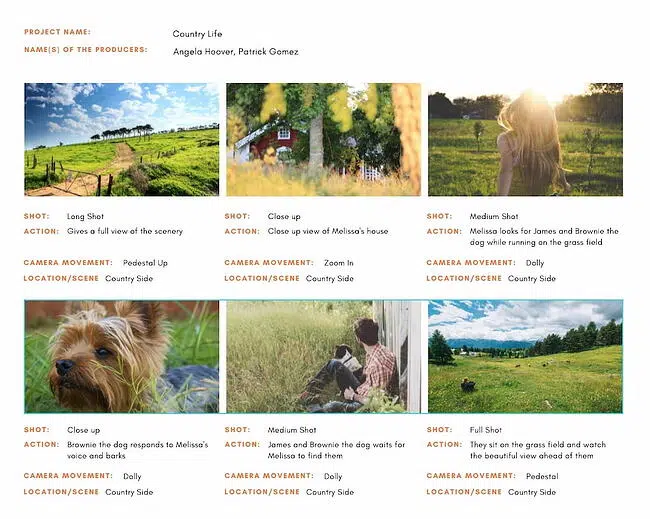 PROJECT NAME: Country Life
NAME(S) OF THE PRODUCERS: Angela Hoover, Patrick Gomez
SHOT: Long Shot
ACTION: Gives a full view of the scenery
CAMERA MOVEMENT: Pedestal Up
LOCATION/SCENE Country Side
SHOT: Close up
ACTION: Close up view of Melissa's house
CAMERA MOVEMENT: Zoom In
LOCATION/SCENE Country Side
SHOT: Medium Shot
ACTION: Melissa looks for James and Brownie the
dog while running on the grass field
CAMERA MOVEMENT: Dolly
LOCATION/SCENE Country Side
SHOT: Close up
ACTION: Brownie the dog responds to Melissa's
voice and barks
CAMERA MOVEMENT: Dolly
LOCATION/SCENE Country Side
SHOT: Medium Shot
ACTION: James and Brownie the dog waits for
Melissa to find them
CAMERA MOVEMENT: Dolly
LOCATION/SCENE Country Side
SHOT: Full Shot
ACTION: They sit on the grass field and watch
the beautiful view ahead of them
CAMERA MOVEMENT: Pedestal
LOCATION/SCENE Country Side